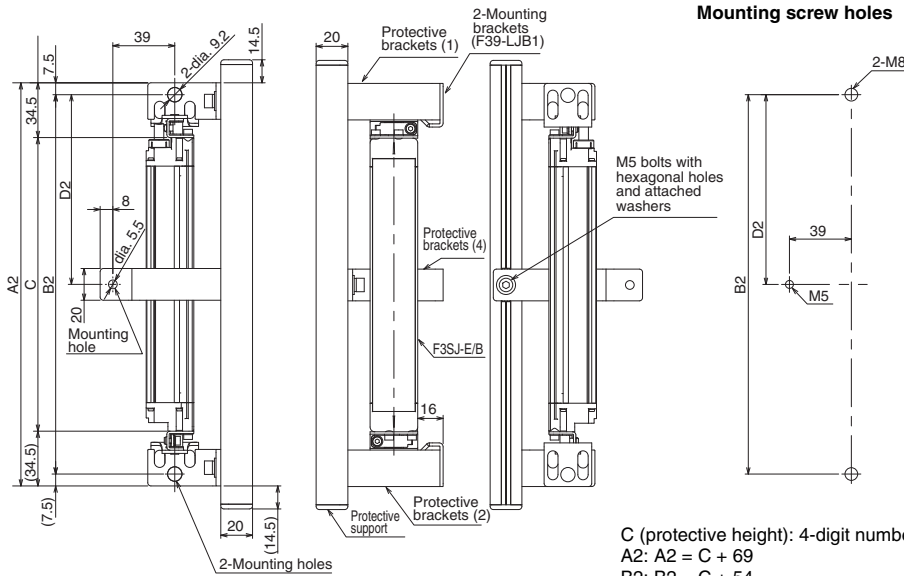 Mounting screw holes
39
2-dia. 9.2
14.5
7.5
34.5
A2
C
B2
D2
8
dia. 5.5
20
Mounting
hole
(34.5)
(7.5)
20
(14.5)
2-Mounting holes
20
Protective
brackets (1)
2-Mounting
brackets
(F39-LJB1)
Protective
brackets (4)
F3SJ-E/B
16
Protective
brackets (2)
Protective
support
M5 bolts with
hexagonal holes
and attached
washers
2-M8
B2
D2
39
M5
C (protective height): 4-digit numbe
A2: A2 = C + 69
B2: B2 = C + 54